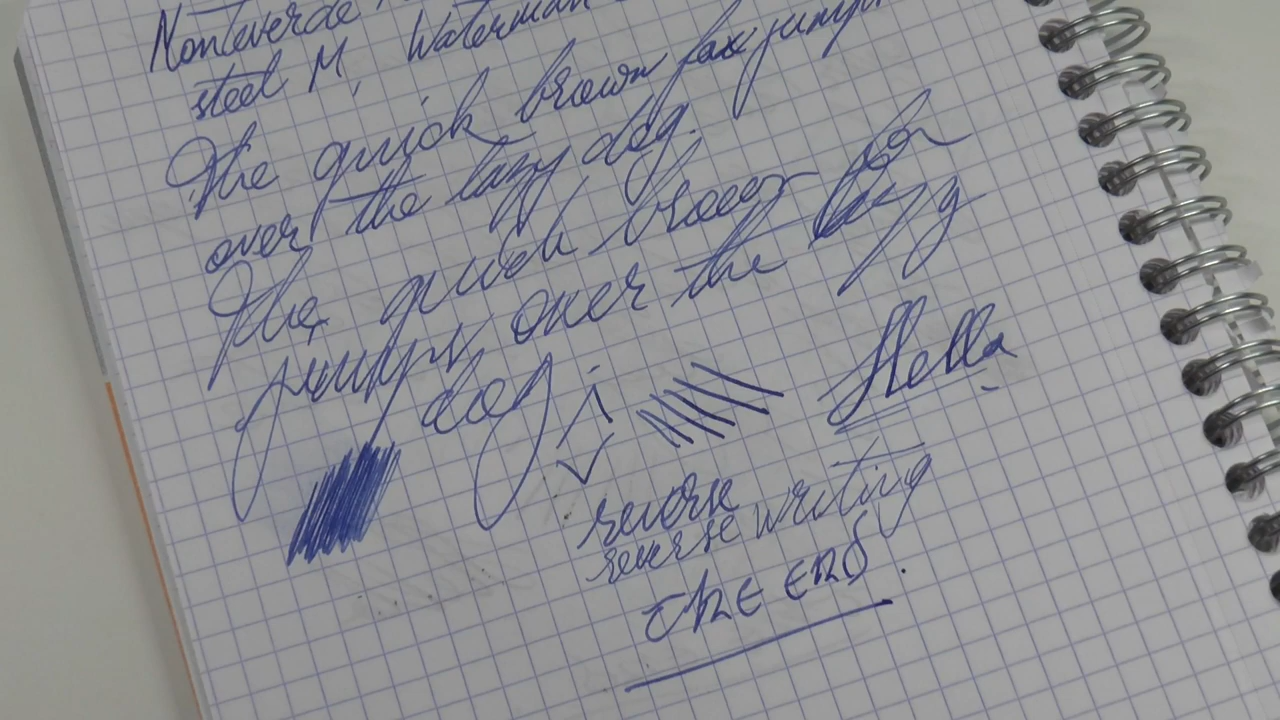 Monteverde
steel M, Waterman
The quick brown fox jumps
over the lazy dog.
The quick brown fox
jumps over the lazy
dog
Hello
reverse
reverse writing
the end.